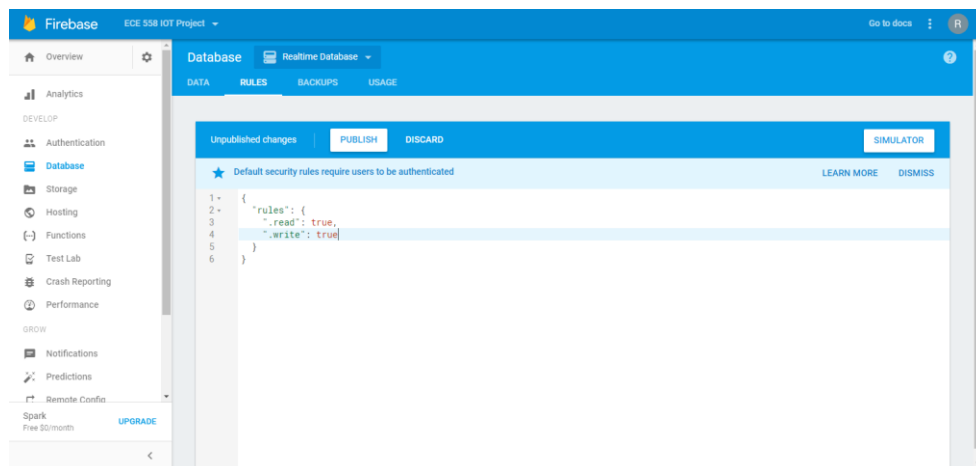 Firebase ECE 558 IOT Project Go to docs R
Overview
Analytics
DEVELOP
Authentication
Database
Storage
Hosting
Functions
Test Lab
Crash Reporting
Performance
GROW
Notifications
Predictions
Remote Config
Spark
Free $0/month
UPGRADE
Database Realtime Database
DATA RULES BACKUPS USAGE
Unpublished changes PUBLISH DISCARD SIMULATOR
Default security rules require users to be authenticated LEARN MORE DISMISS
1 {
2 "rules": {
3 ".read": true,
4 ".write": true
5 }
6 }